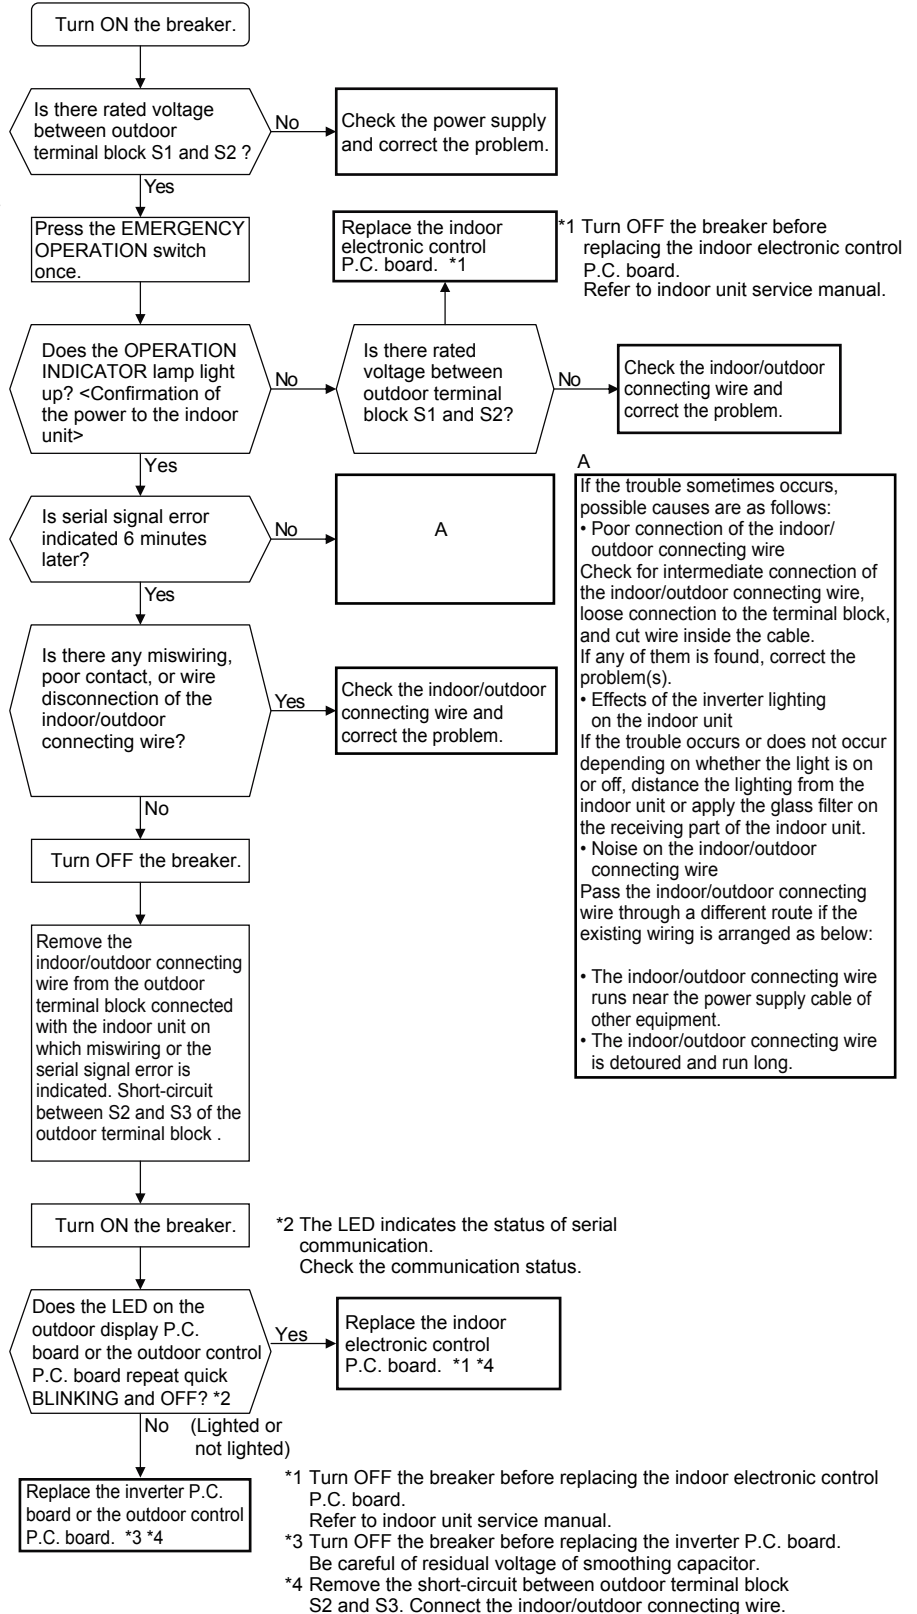 Turn ON the breaker.
Is there rated voltage
between outdoor
terminal block S1 and S2 ?
No
Check the power supply
and correct the problem.
Yes
Press the EMERGENCY
OPERATION switch
once.
Replace the indoor
electronic control
P.C. board. *1
*1 Turn OFF the breaker before
replacing the indoor electronic control
P.C. board.
Refer to indoor unit service manual.
Does the OPERATION
INDICATOR lamp light
up? <Confirmation of
the power to the indoor
unit>
No
Is there rated
voltage between
outdoor terminal
block S1 and S2?
No
Check the indoor/outdoor
connecting wire and
correct the problem.
Yes
Is serial signal error
indicated 6 minutes
later?
No
A
A
If the trouble sometimes occurs,
possible causes are as follows:
• Poor connection of the indoor/
outdoor connecting wire
Check for intermediate connection of
the indoor/outdoor connecting wire,
loose connection to the terminal block,
and cut wire inside the cable.
If any of them is found, correct the
problem(s).
• Effects of the inverter lighting
on the indoor unit
If the trouble occurs or does not occur
depending on whether the light is on
or off, distance the lighting from the
indoor unit or apply the glass filter on
the receiving part of the indoor unit.
• Noise on the indoor/outdoor
connecting wire
Pass the indoor/outdoor connecting
wire through a different route if the
existing wiring is arranged as below:
• The indoor/outdoor connecting wire
runs near the power supply cable of
other equipment.
• The indoor/outdoor connecting wire
is detoured and run long.
Yes
Is there any miswiring,
poor contact, or wire
disconnection of the
indoor/outdoor
connecting wire?
Yes
Check the indoor/outdoor
connecting wire and
correct the problem.
No
Turn OFF the breaker.
Remove the
indoor/outdoor connecting
wire from the outdoor
terminal block connected
with the indoor unit on
which miswiring or the
serial signal error is
indicated. Short-circuit
between S2 and S3 of the
outdoor terminal block .
Turn ON the breaker.
*2 The LED indicates the status of serial
communication.
Check the communication status.
Does the LED on the
outdoor display P.C.
board or the outdoor control
P.C. board repeat quick
BLINKING and OFF? *2
Yes
Replace the indoor
electronic control
P.C. board. *1 *4
No (Lighted or
not lighted)
Replace the inverter P.C.
board or the outdoor control
P.C. board. *3 *4
*1 Turn OFF the breaker before replacing the indoor electronic control
P.C. board.
Refer to indoor unit service manual.
*3 Turn OFF the breaker before replacing the inverter P.C. board.
Be careful of residual voltage of smoothing capacitor.
*4 Remove the short-circuit between outdoor terminal block
S2 and S3. Connect the indoor/outdoor connecting wire.